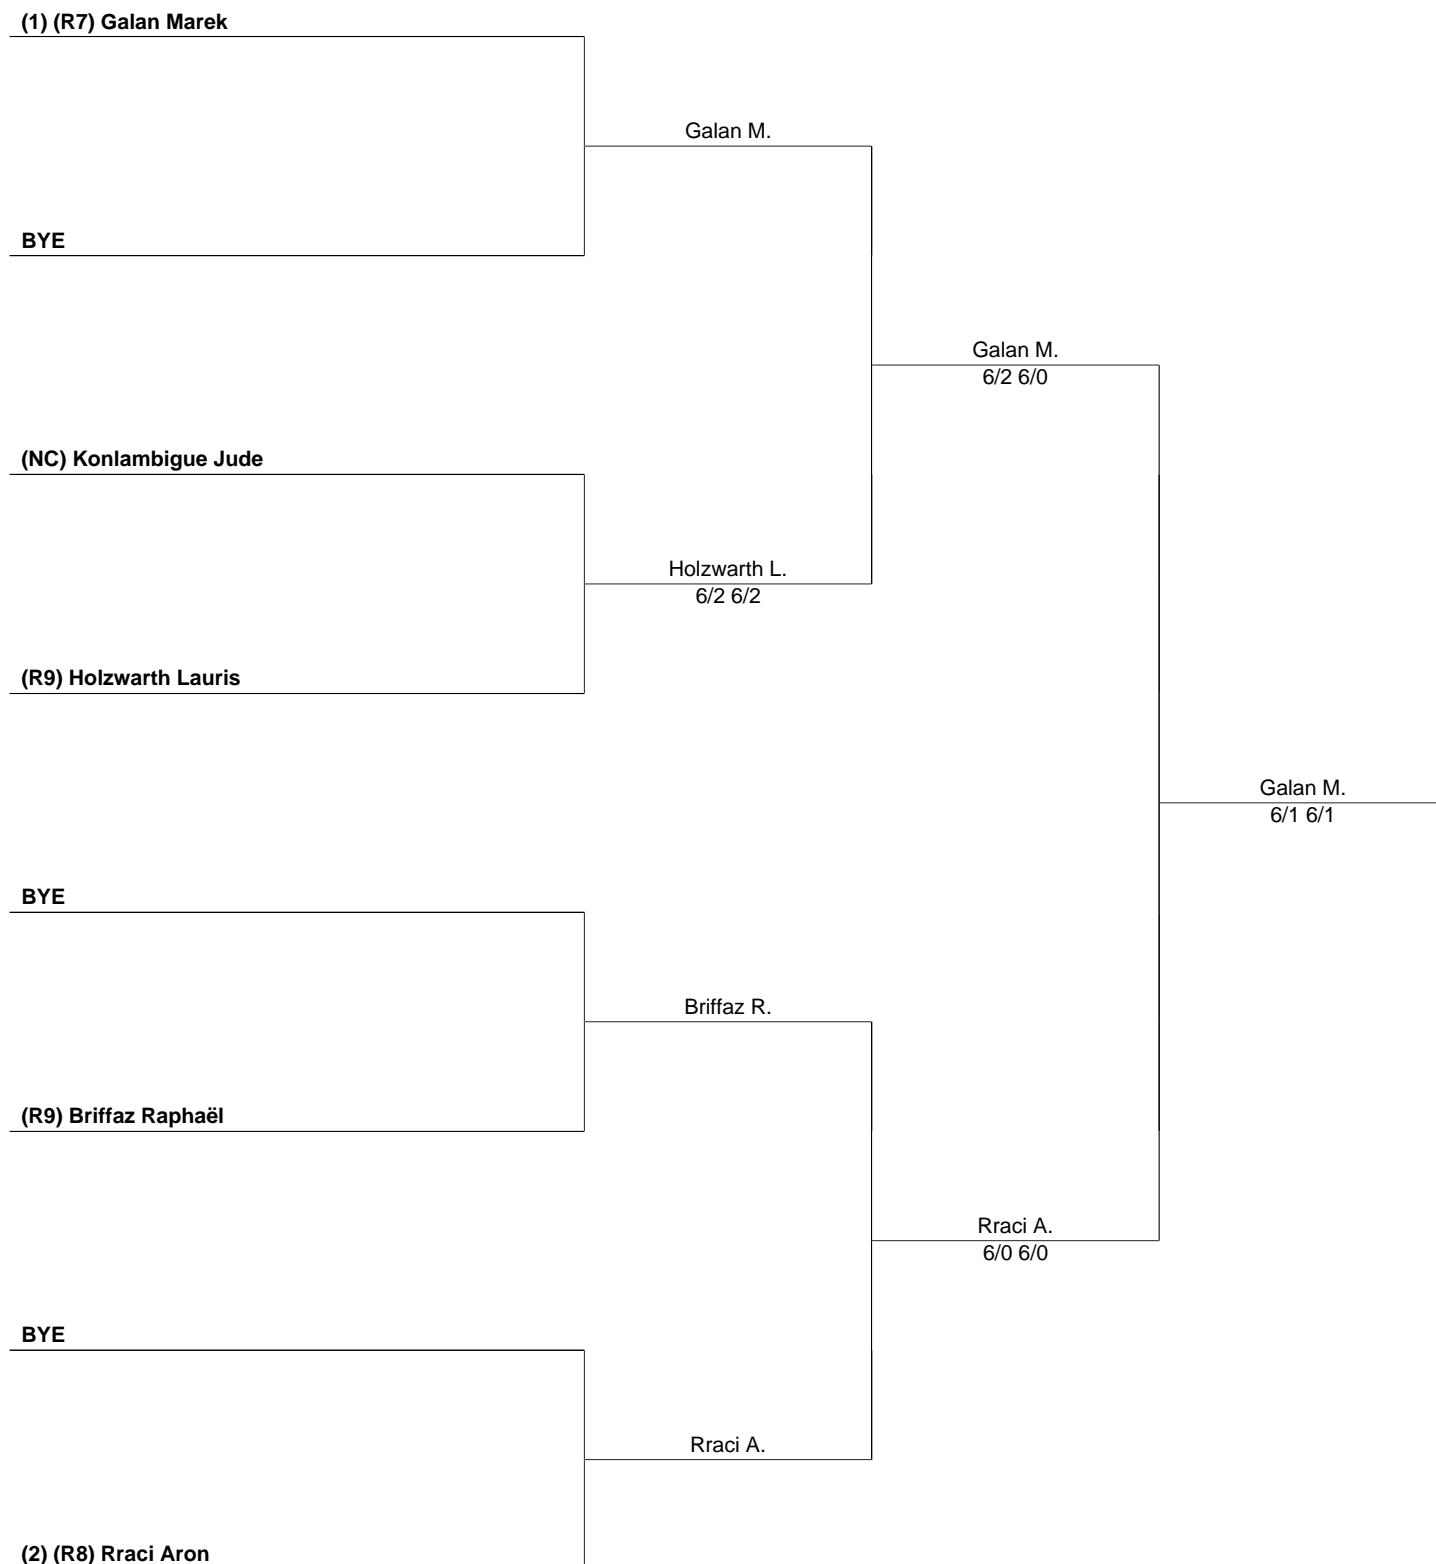 (1) (R7) Galan Marek
Galan M.
BYE
Galan M.
6/2 6/0
(NC) Konlambigue Jude
Holzwarth L.
6/2 6/2
(R9) Holzwarth Lauris
Galan M.
6/1 6/1
BYE
Briffaz R.
(R9) Briffaz Raphaël
Rraci A.
6/0 6/0
BYE
Rraci A.
(2) (R8) Rraci Aron